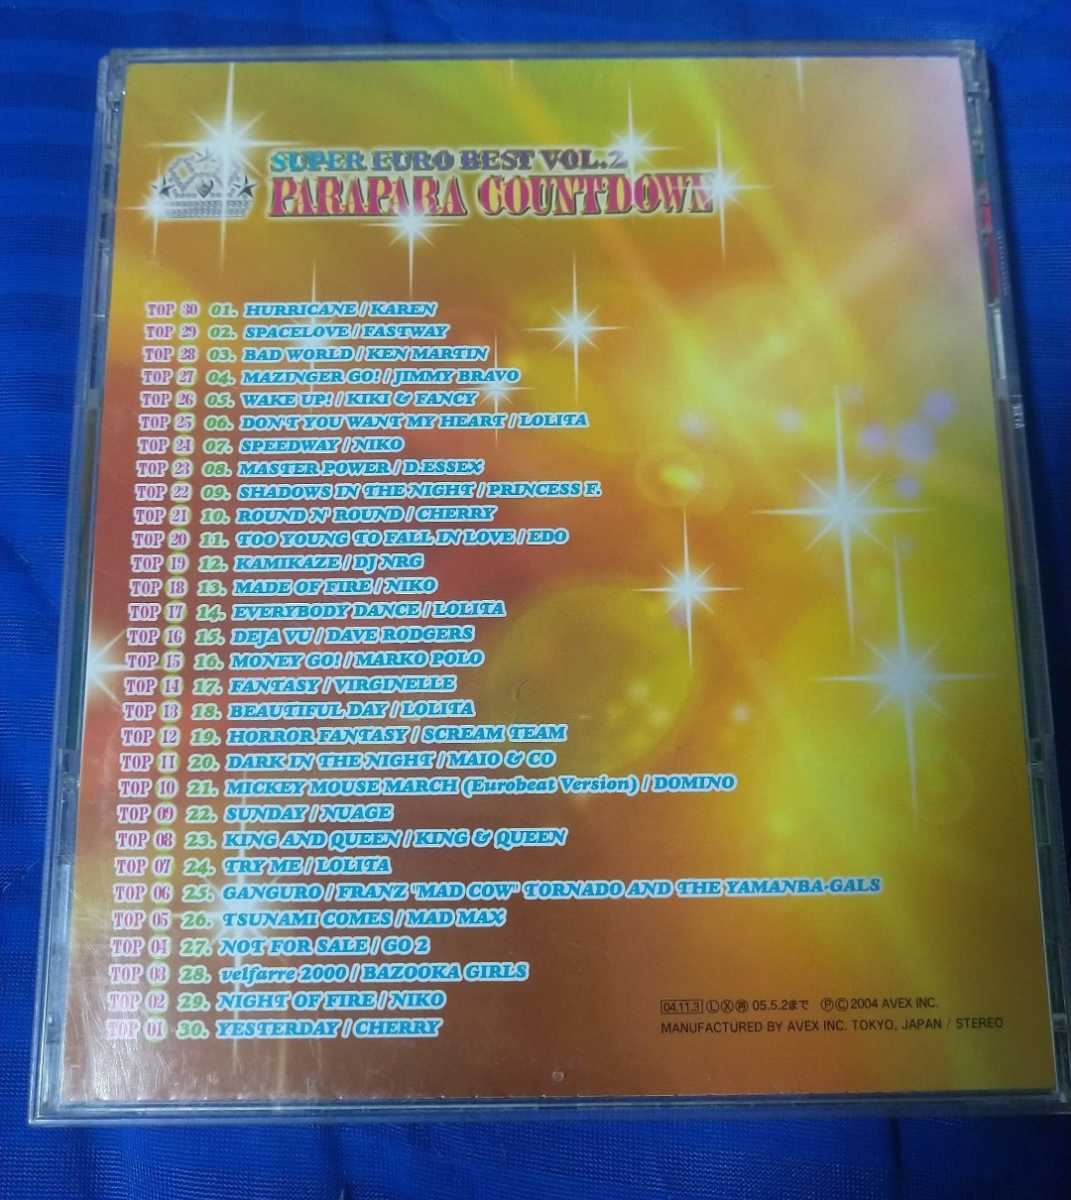 SUPER EURO BEST VOL.2
PARAPARA COUNTDOWN
TOP 30 01. HURRICANE / KAREN
TOP 29 02. SPACELOVE / FASTWAY
TOP 28 03. BAD WORLD / KEN MARTIN
TOP 27 04. MAZINGER GO! / JIMMY BRAVO
TOP 26 05. WAKE UP! / KIKI & FANCY
TOP 25 06. DON'T YOU WANT MY HEART / LOLITA
TOP 24 07. SPEEDWAY / NIKO
TOP 23 08. MASTER POWER / D.ESSEX
TOP 22 09. SHADOWS IN THE NIGHT / PRINCESS F.
TOP 21 10. ROUND N' ROUND / CHERRY
TOP 20 11. TOO YOUNG TO FALL IN LOVE / EDO
TOP 19 12. KAMIKAZE / DJ NRG
TOP 18 13. MADE OF FIRE / NIKO
TOP 17 14. EVERYBODY DANCE / LOLITA
TOP 16 15. DEJA VU / DAVE RODGERS
TOP 15 16. MONEY GO! / MARKO POLO
TOP 14 17. FANTASY / VIRGINELLE
TOP 13 18. BEAUTIFUL DAY / LOLITA
TOP 12 19. HORROR FANTASY / SCREAM TEAM
TOP 11 20. DARK IN THE NIGHT / MAIO & CO
TOP 10 21. MICKEY MOUSE MARCH (Eurobeat Version) / DOMINO
TOP 09 22. SUNDAY / NUAGE
TOP 08 23. KING AND QUEEN / KING & QUEEN
TOP 07 24. TRY ME / LOLITA
TOP 06 25. GANGURO / FRANZ "MAD COW" TORNADO AND THE YAMANBA-GALS
TOP 05 26. TSUNAMI COMES / MAD MAX
TOP 04 27. NOT FOR SALE / GO 2
TOP 03 28. velfarre 2000 / BAZOOKA GIRLS
TOP 02 29. NIGHT OF FIRE / NIKO
TOP 01 30. YESTERDAY / CHERRY
04.11.3 Ⓛ Ⓧ ㊐ 05.5.2まで ℗© 2004 AVEX INC.
MANUFACTURED BY AVEX INC. TOKYO, JAPAN / STEREO